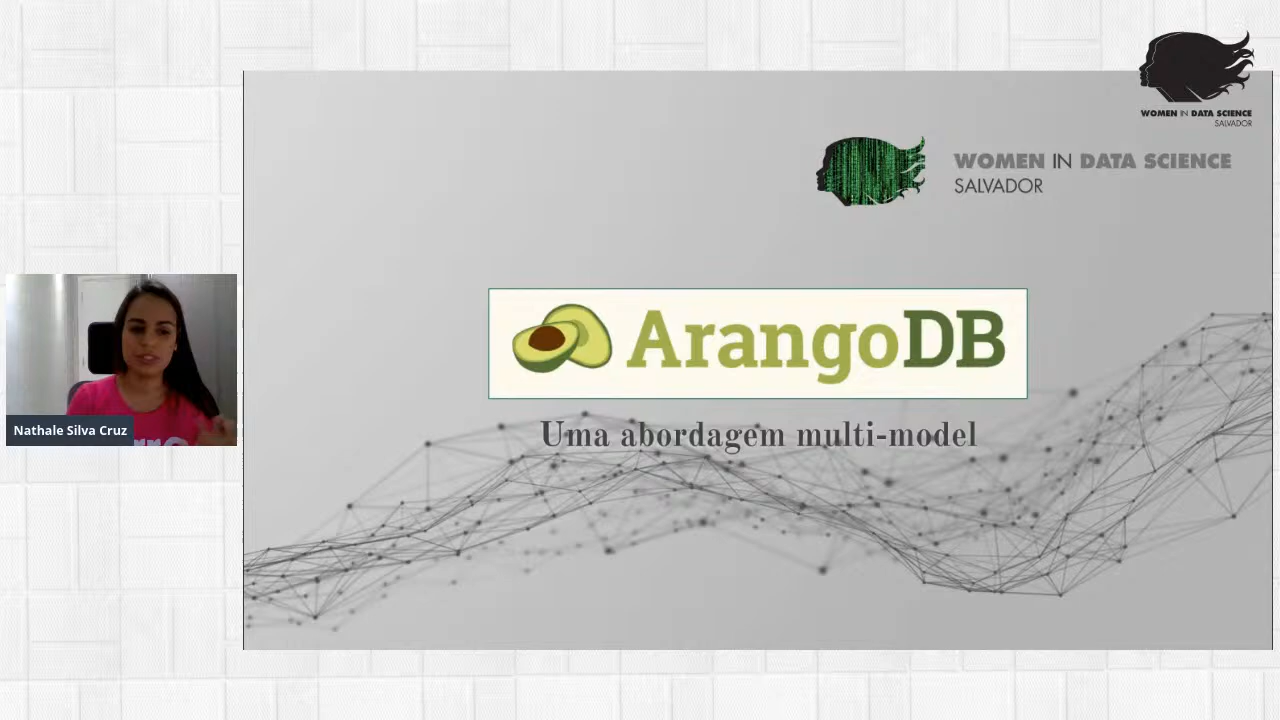 WOMEN IN DATA SCIENCE
SALVADOR
WOMEN IN DATA SCIENCE
SALVADOR
ArangoDB
Uma abordagem multi-model
Nathale Silva Cruz